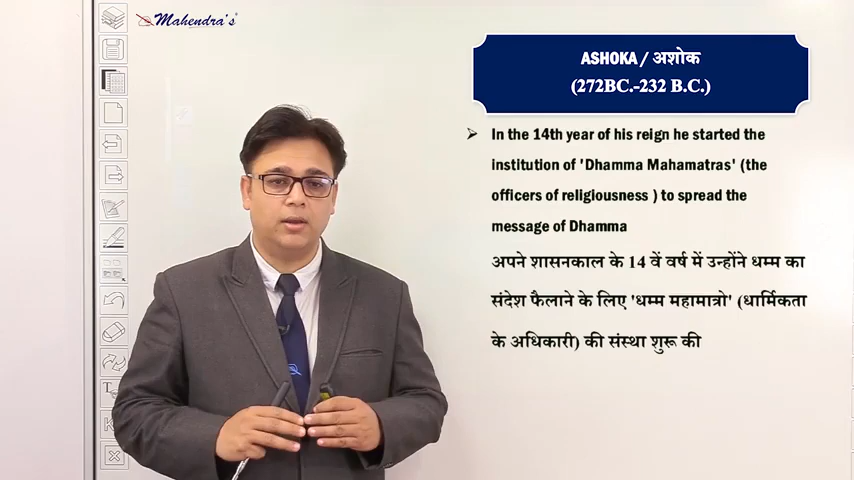 Mahendra's
ASHOKA / अशोक
(272BC.-232 B.C.)
In the 14th year of his reign he started the
institution of 'Dhamma Mahamatras' (the
officers of religiousness ) to spread the
message of Dhamma
अपने शासनकाल के 14 वें वर्ष में उन्होंने धम्म का
संदेश फैलाने के लिए 'धम्म महामात्रो' (धार्मिकता
के अधिकारी) की संस्था शुरू की